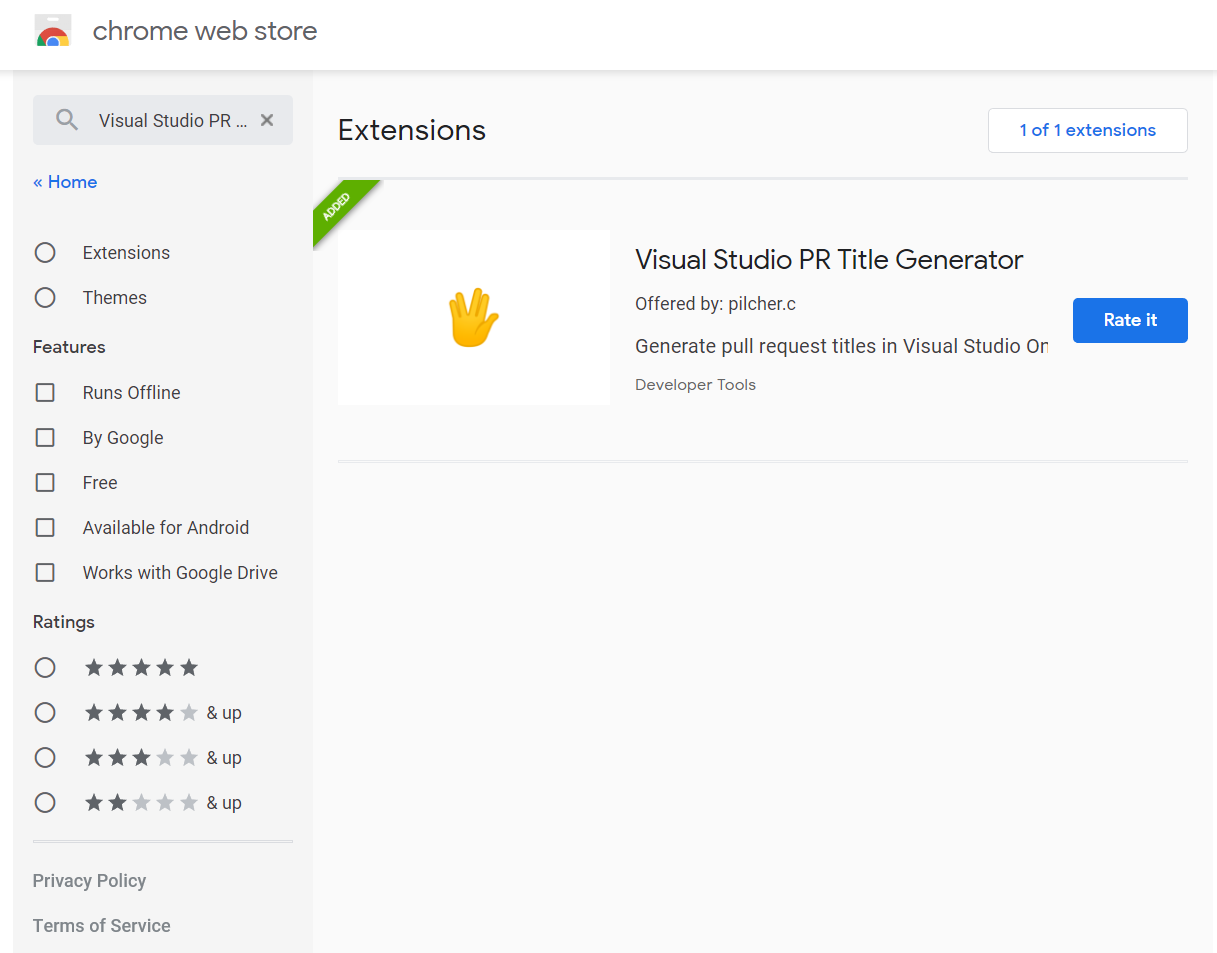 chrome web store
Visual Studio PR ...
« Home
Extensions
Themes
Features
Runs Offline
By Google
Free
Available for Android
Works with Google Drive
Ratings
& up
& up
& up
Privacy Policy
Terms of Service
Extensions
1 of 1 extensions
ADDED
Visual Studio PR Title Generator
Offered by: pilcher.c
Generate pull request titles in Visual Studio On
Developer Tools
Rate it